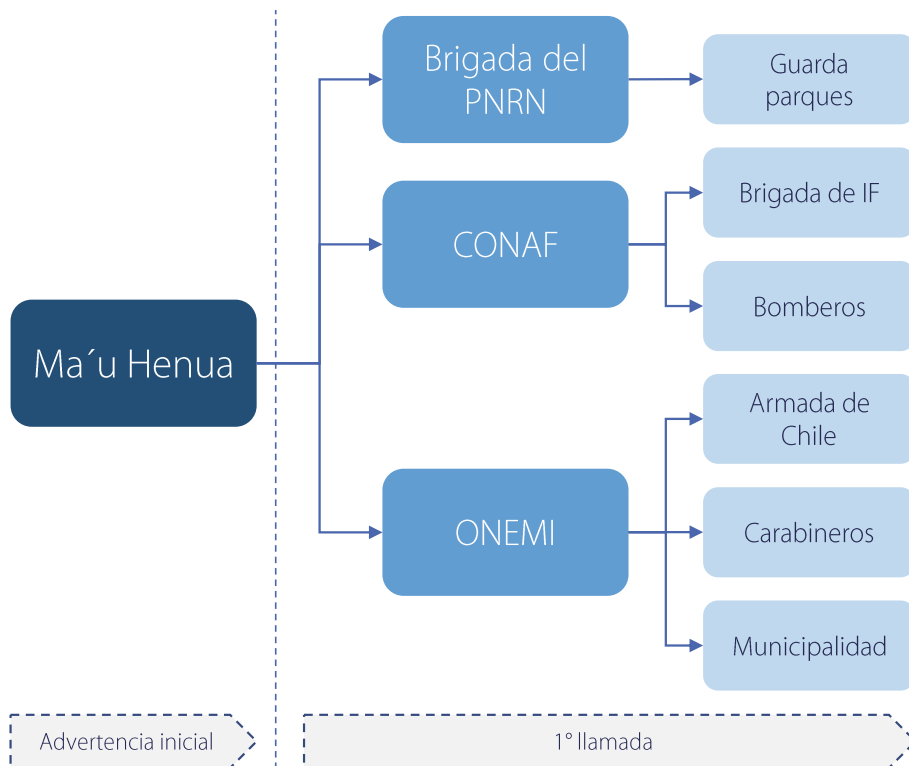 Ma´u Henua
Brigada del
PNRN
CONAF
ONEMI
Guarda
parques
Brigada de IF
Bomberos
Armada de
Chile
Carabineros
Municipalidad
Advertencia inicial
1° llamada